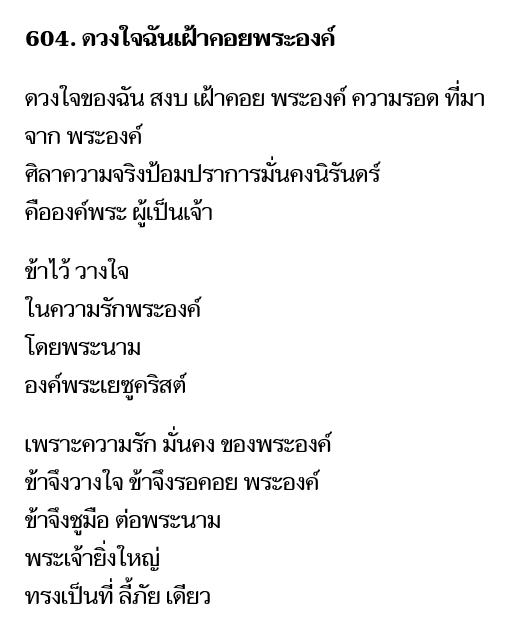 604. ดวงใจฉันเฝ้าคอยพระองค์
ดวงใจของฉัน สงบ เฝ้าคอย พระองค์ ความรอด ที่มา
จาก พระองค์
ศิลาความจริงป้อมปราการมั่นคงนิรันดร์
คือองค์พระ ผู้เป็นเจ้า
ข้าไว้ วางใจ
ในความรักพระองค์
โดยพระนาม
องค์พระเยซูคริสต์
เพราะความรัก มั่นคง ของพระองค์
ข้าจึงวางใจ ข้าจึงรอคอย พระองค์
ข้าจึงชูมือ ต่อพระนาม
พระเจ้ายิ่งใหญ่
ทรงเป็นที่ ลี้ภัย เดียว